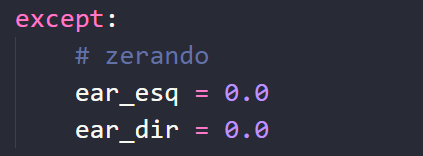 except:
    # zerando
    ear_esq = 0.0
    ear_dir = 0.0